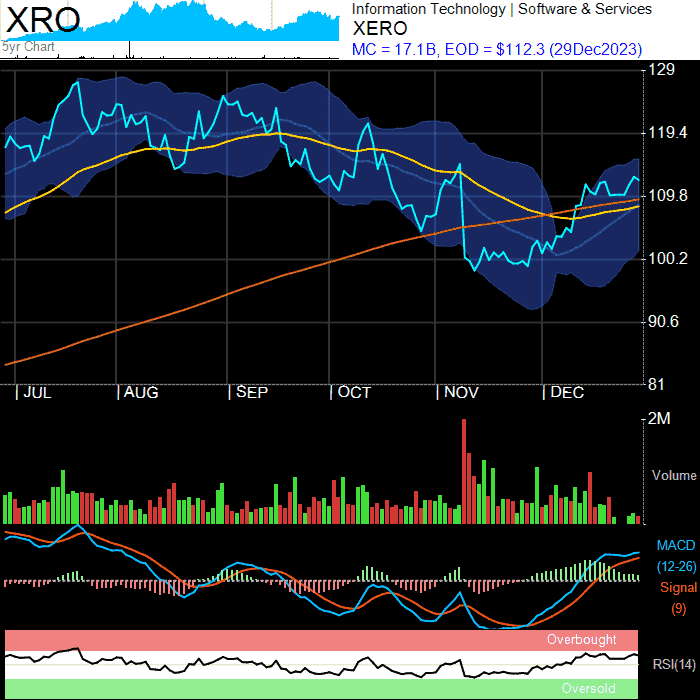 XRO
5yr Chart
Information Technology | Software & Services
XERO
MC = 17.1B, EOD = $112.3 (29Dec2023)
129
119.4
109.8
100.2
90.6
81
| JUL | AUG | SEP | OCT | NOV | DEC
2M
Volume
MACD
(12-26)
Signal
(9)
Overbought
RSI(14)
Oversold